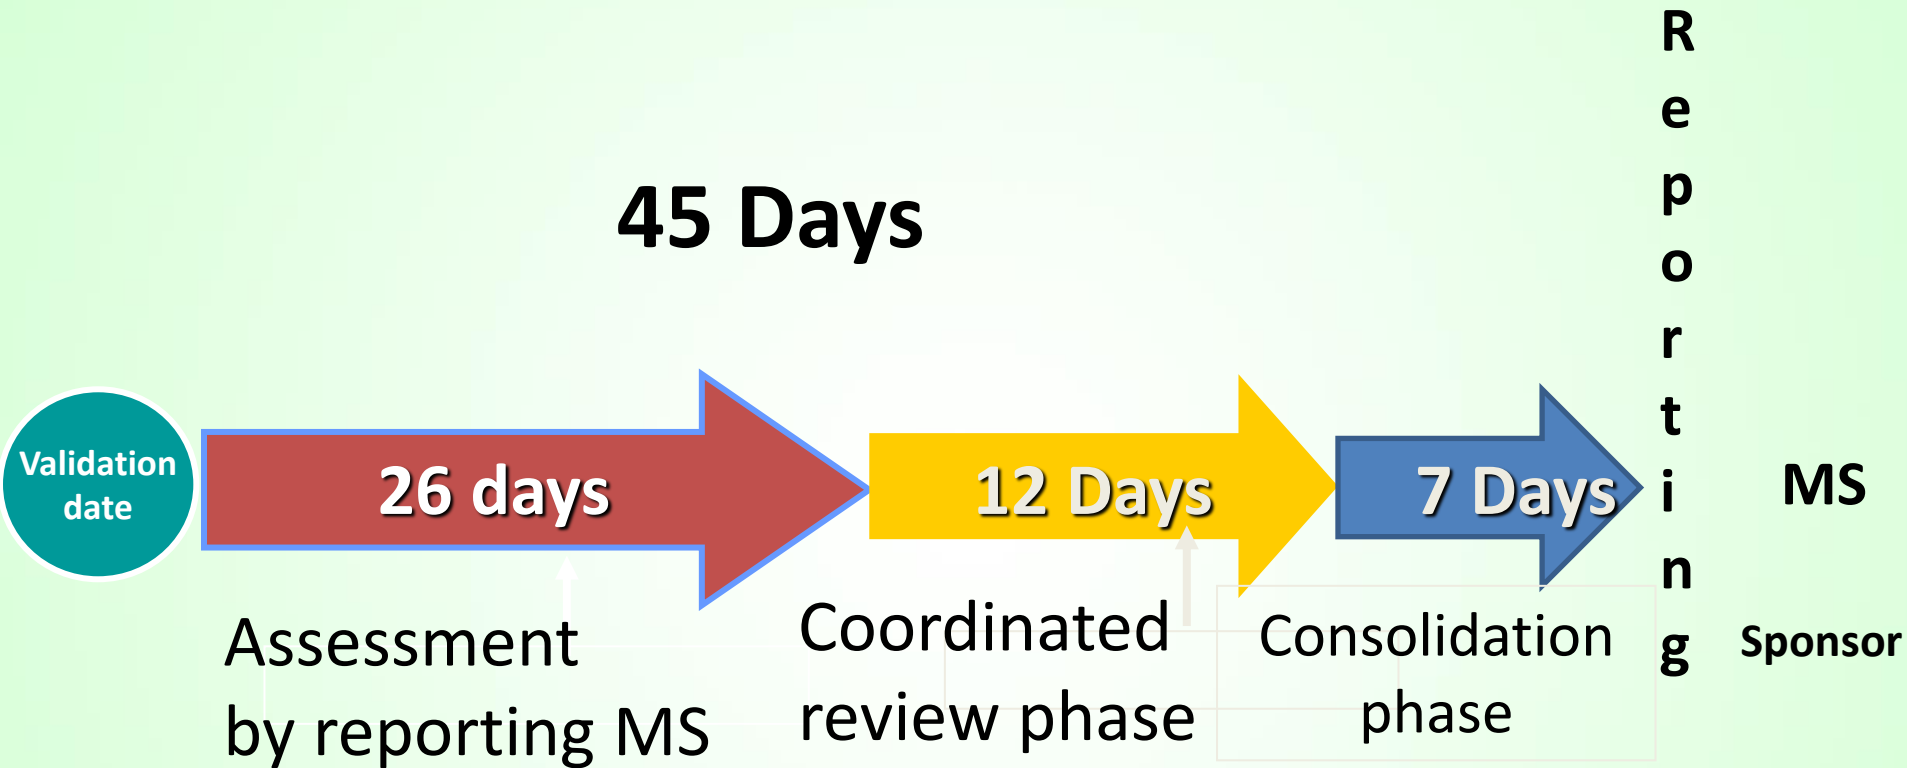 45 Days
Validation
date
26 days
12 Days
7 Days
Assessment
by reporting MS
Coordinated
review phase
Consolidation
phase
Reporting
MS
Sponsor